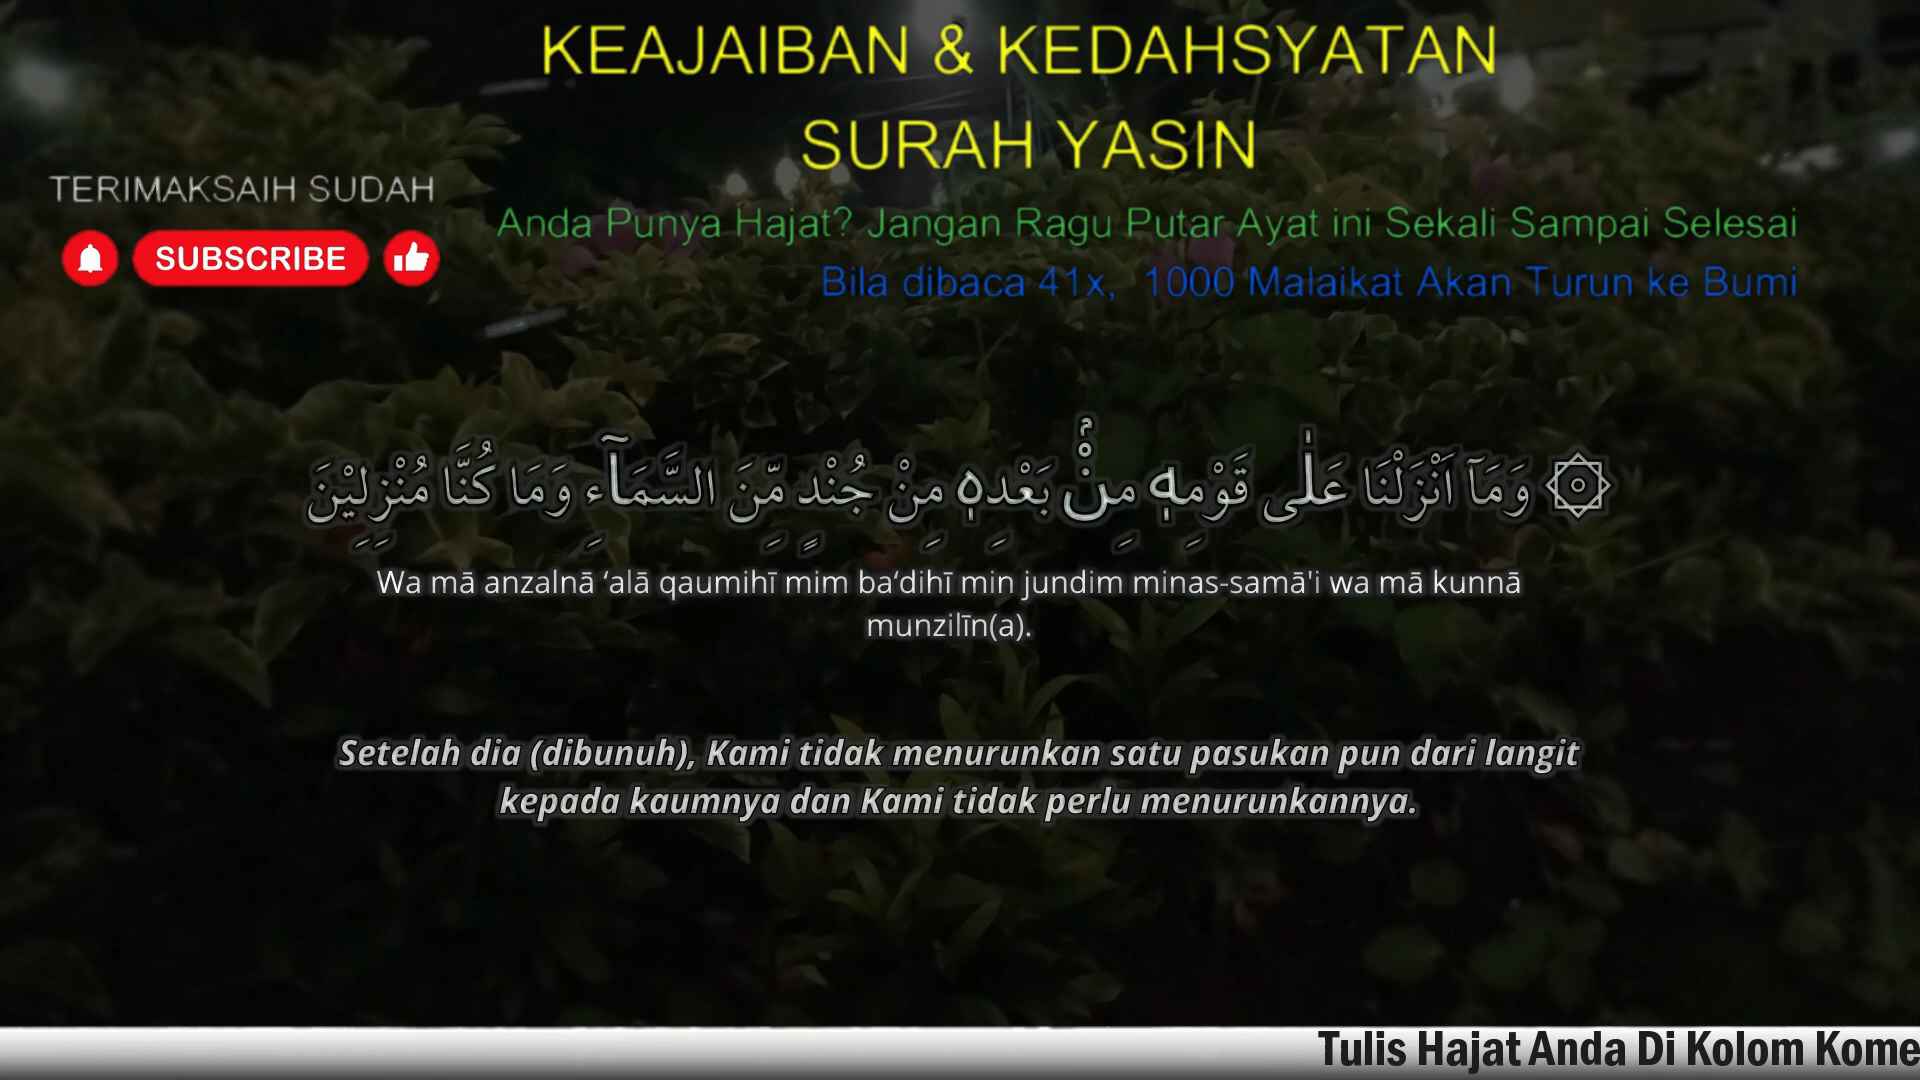 KEAJAIBAN & KEDAHSYATAN
SURAH YASIN
TERIMAKSAIH SUDAH
SUBSCRIBE
Anda Punya Hajat? Jangan Ragu Putar Ayat ini Sekali Sampai Selesai
Bila dibaca 41x, 1000 Malaikat Akan Turun ke Bumi
۞ وَمَآ اَنْزَلْنَا عَلٰى قَوْمِهٖ مِنْۢ بَعْدِهٖ مِنْ جُنْدٍ مِّنَ السَّمَاۤءِ وَمَا كُنَّا مُنْزِلِيْنَ
Wa mā anzalnā ‘alā qaumihī mim ba‘dihī min jundim minas-samā'i wa mā kunnā
munzilīn(a).
Setelah dia (dibunuh), Kami tidak menurunkan satu pasukan pun dari langit
kepada kaumnya dan Kami tidak perlu menurunkannya.
Tulis Hajat Anda Di Kolom Kome